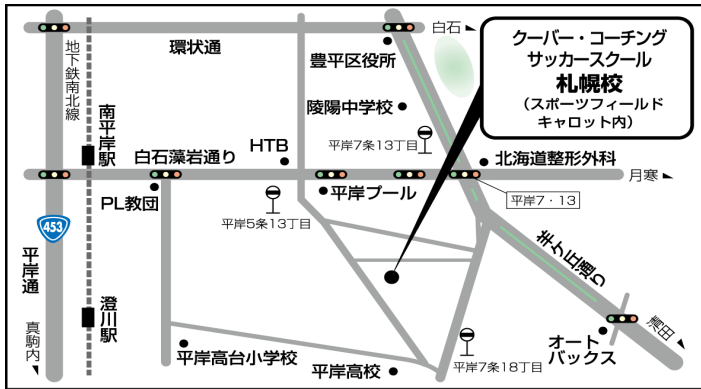 環状通
白石
地下鉄南北線
豊平区役所
クーバー・コーチング
サッカースクール
札幌校
(スポーツフィールド
キャロット内)
陵陽中学校
南平岸駅
平岸7条13丁目
HTB
白石藻岩通り
北海道整形外科
月寒
PL教団
平岸プール
平岸7・13
平岸5条13丁目
453
平岸通
羊ケ丘通り
澄川駅
清田
真駒内
平岸高台小学校
平岸高校
平岸7条18丁目
オート
バックス